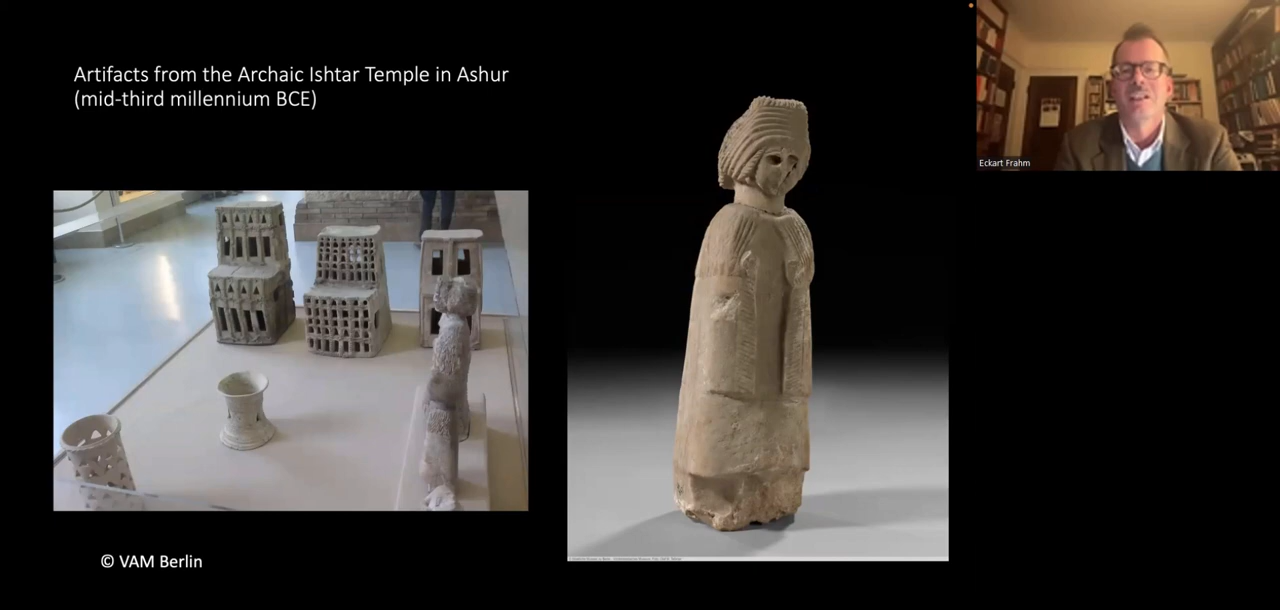 Artifacts from the Archaic Ishtar Temple in Ashur
(mid-third millennium BCE)
Eckart Frahm
© VAM Berlin